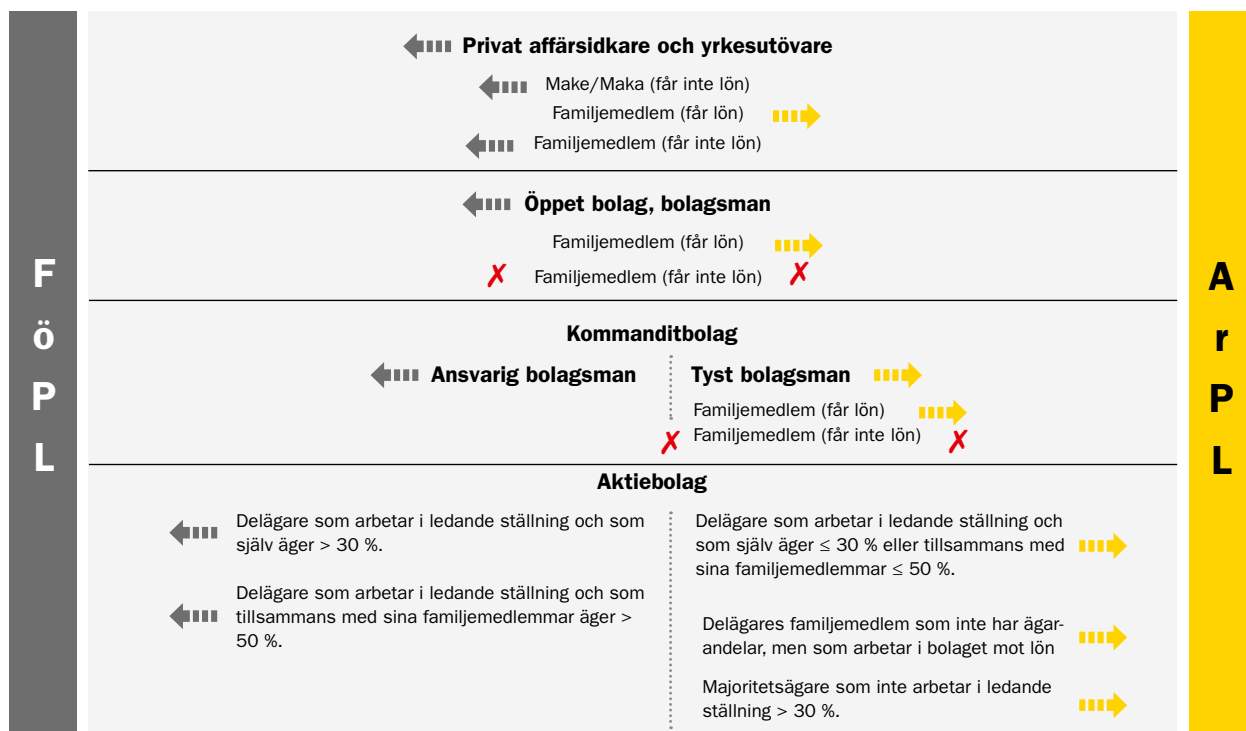 F
ö
P
L
Privat affärsidkare och yrkesutövare
Make/Maka (får inte lön)
Familjemedlem (får lön)
Familjemedlem (får inte lön)
Öppet bolag, bolagsman
Familjemedlem (får lön)
Familjemedlem (får inte lön)
Kommanditbolag
Ansvarig bolagsman
Tyst bolagsman
Familjemedlem (får lön)
Familjemedlem (får inte lön)
Aktiebolag
Delägare som arbetar i ledande ställning och som
själv äger > 30 %.
Delägare som arbetar i ledande ställning och som
tillsammans med sina familjemedlemmar äger >
50 %.
Delägare som arbetar i ledande ställning och
som själv äger ≤ 30 % eller tillsammans med
sina familjemedlemmar ≤ 50 %.
Delägares familjemedlem som inte har ägar-
andelar, men som arbetar i bolaget mot lön
Majoritetsägare som inte arbetar i ledande
ställning > 30 %.
A
r
P
L